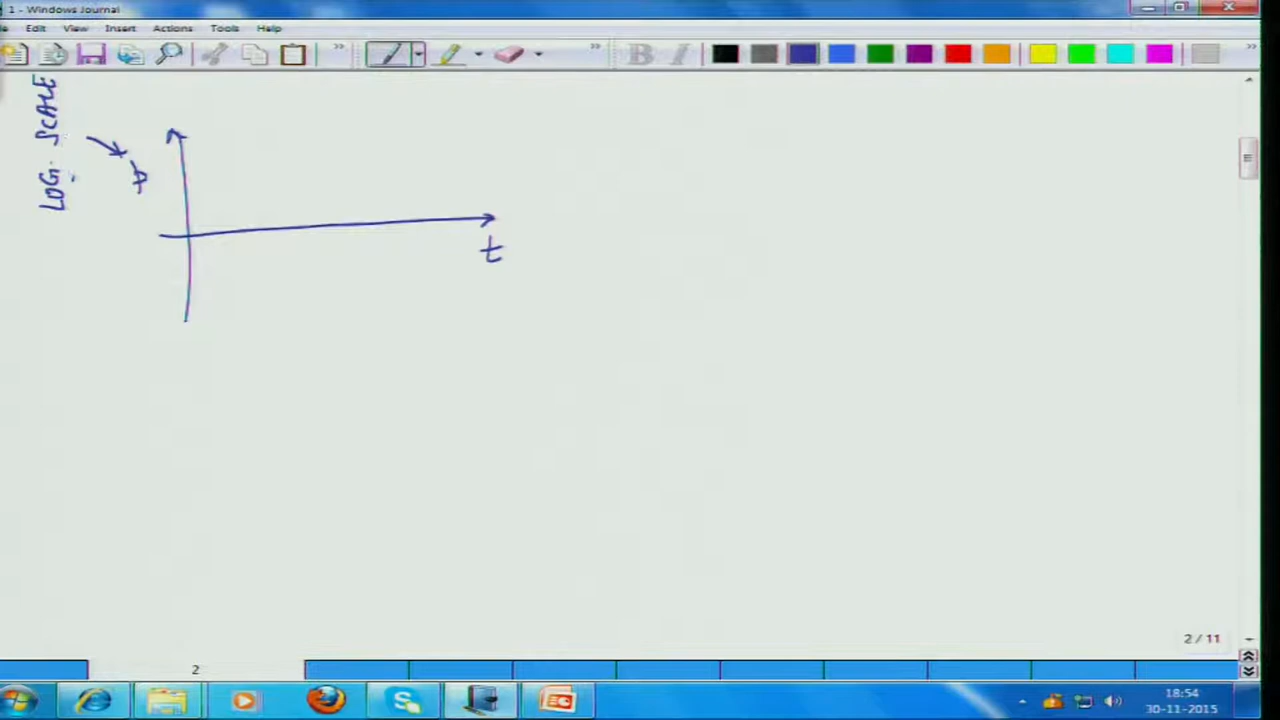 1 - Windows Journal
Edit View Insert Actions Tools Help
B I
LOG. SCALE
t
2 / 11
2
18:54
30-11-2015